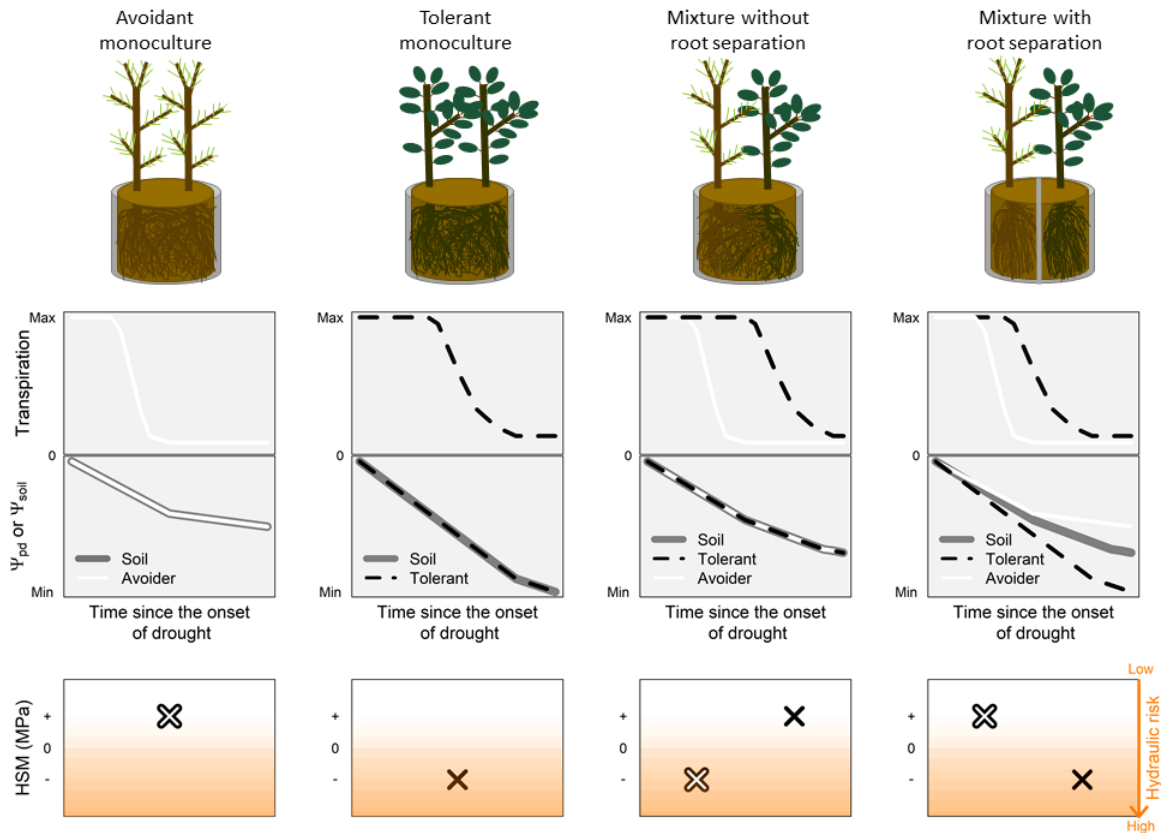 Avoidant
monoculture
Tolerant
monoculture
Mixture without
root separation
Mixture with
root separation
Transpiration
Max
Max
Max
Max
0
0
0
0
Ψpd or Ψsoil
Soil
Avoider
Soil
Tolerant
Soil
Tolerant
Avoider
Soil
Tolerant
Avoider
Min
Min
Min
Min
Time since the onset
of drought
Time since the onset
of drought
Time since the onset
of drought
Time since the onset
of drought
HSM (MPa)
+
0
-
+
0
-
+
0
-
+
0
-
Low
Hydraulic risk
High